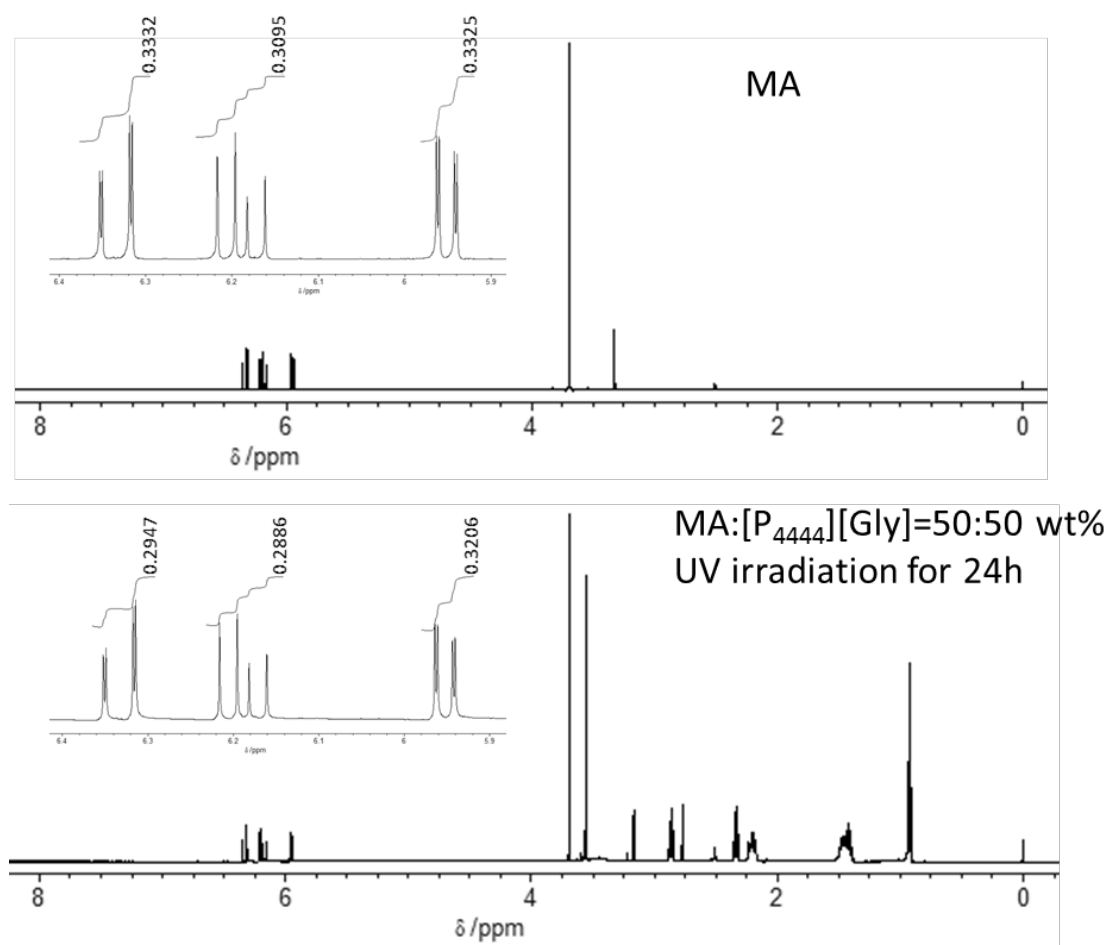 0.3332
0.3095
0.3325
MA
6.4 6.3 6.2 6.1 6 5.9
δ/ppm
8 6 4 2 0
δ/ppm
0.2947
0.2886
0.3206
MA:[P4444][Gly]=50:50 wt%
UV irradiation for 24h
6.4 6.3 6.2 6.1 6 5.9
δ/ppm
8 6 4 2 0
δ/ppm